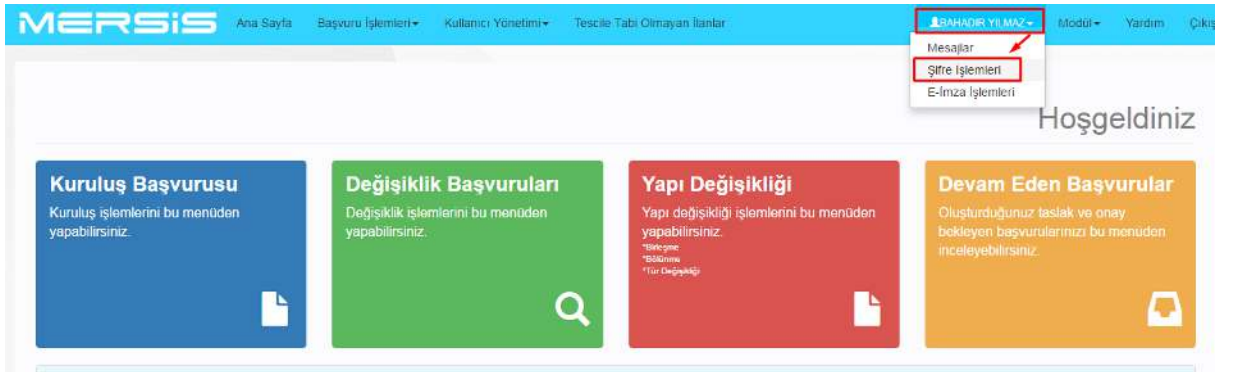 MERSiS Ana Sayfa Başvuru İşlemleri Kullanıcı Yönetimi Tescile Tabi Olmayan İlanlar BAHADIR YILMAZ Modül Yardım Çıkış
Mesajlar
Şifre İşlemleri
E-İmza İşlemleri
Hoşgeldiniz
Kuruluş Başvurusu
Kuruluş işlemlerini bu menüden
yapabilirsiniz.
Değişiklik Başvuruları
Değişiklik işlemlerini bu menüden
yapabilirsiniz.
Yapı Değişikliği
Yapı değişikliği işlemlerini bu menüden
yapabilirsiniz.
*Birleşme
*Bölünme
*Tür Değişikliği
Devam Eden Başvurular
Oluşturduğunuz taslak ve onay
bekleyen başvurularınızı bu menüden
inceleyebilirsiniz.